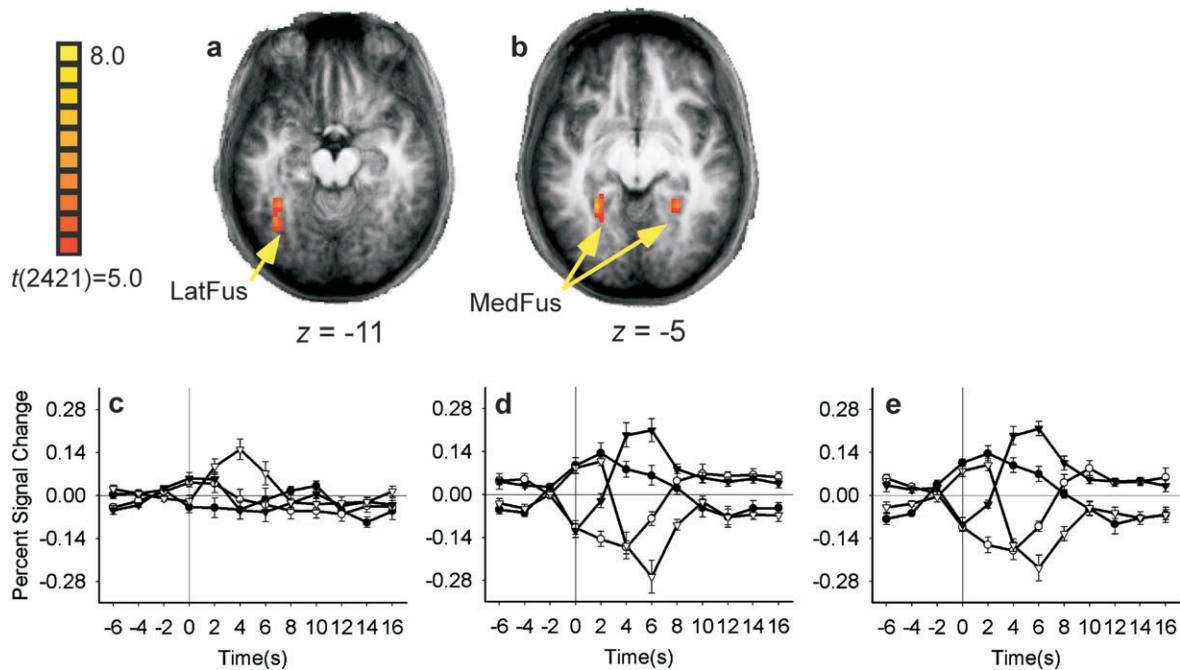 8.0
t(2421)=5.0
a
LatFus
z = -11
b
MedFus
z = -5
Percent Signal Change
c
0.28
0.14
0.00
-0.14
-0.28
-6 -4 -2 0 2 4 6 8 10 12 14 16
Time(s)
d
0.28
0.14
0.00
-0.14
-0.28
-6 -4 -2 0 2 4 6 8 10 12 14 16
Time(s)
e
0.28
0.14
0.00
-0.14
-0.28
-6 -4 -2 0 2 4 6 8 10 12 14 16
Time(s)